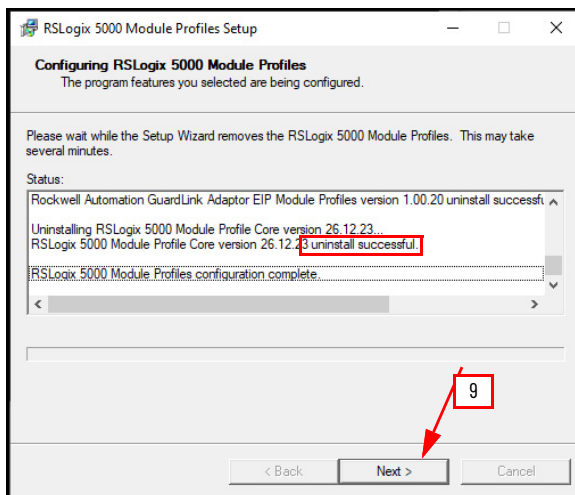 RSLogix 5000 Module Profiles Setup
Configuring RSLogix 5000 Module Profiles
The program features you selected are being configured.
Please wait while the Setup Wizard removes the RSLogix 5000 Module Profiles. This may take
several minutes.
Status:
Rockwell Automation GuardLink Adaptor EIP Module Profiles version 1.00.20 uninstall
Uninstalling RSLogix 5000 Module Profile Core version 26.12.23...
RSLogix 5000 Module Profile Core version 26.12.23 uninstall successful.
RSLogix 5000 Module Profiles configuration complete.
9
< Back Next > Cancel